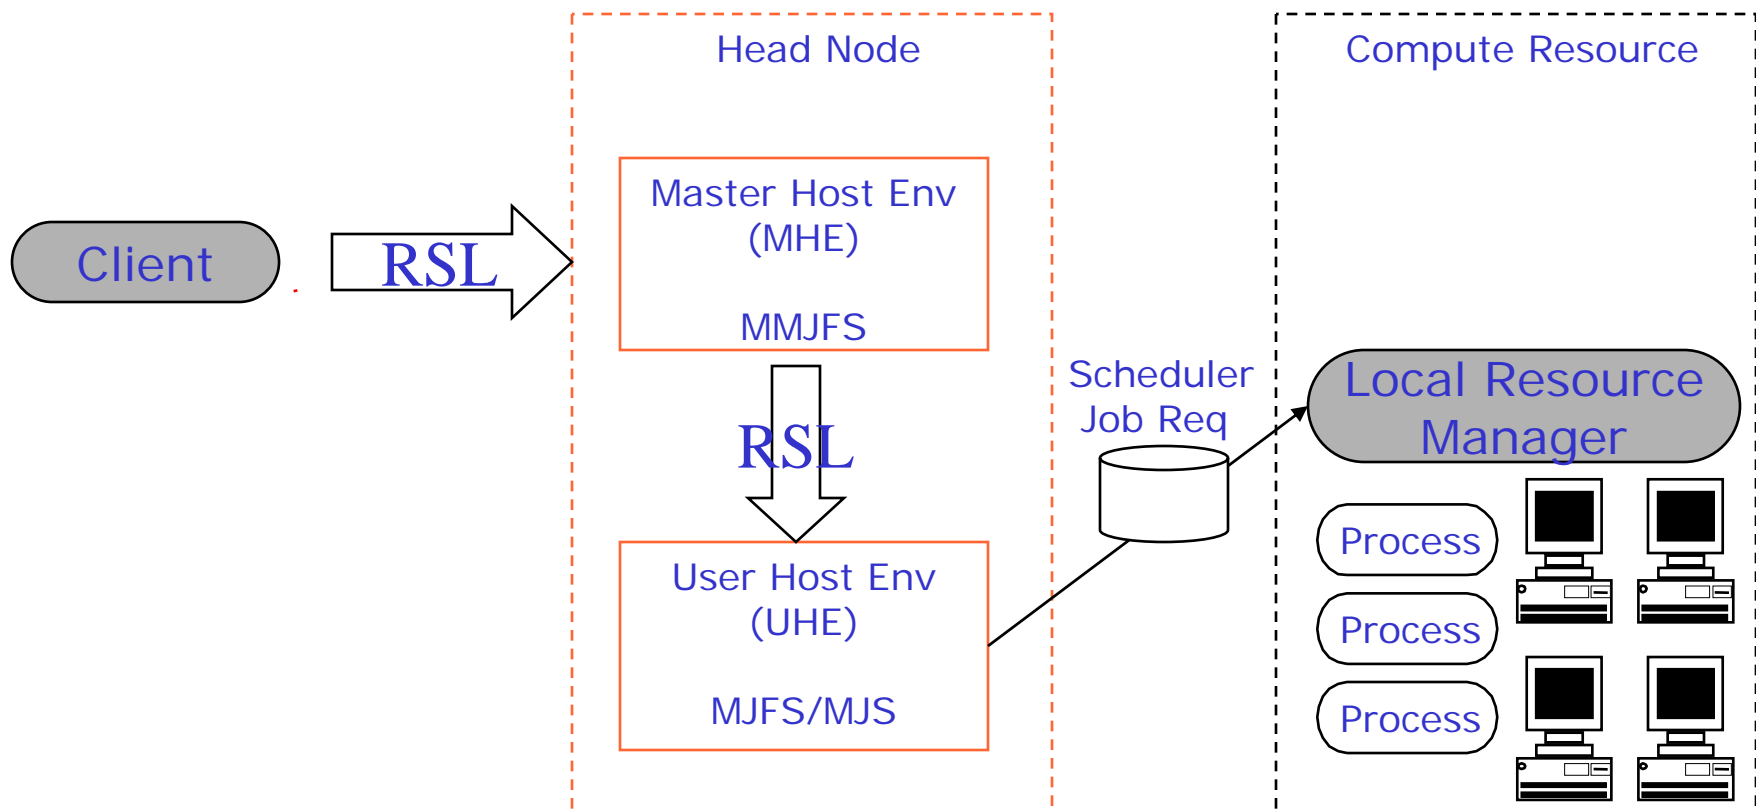 Head Node
Compute Resource
Master Host Env
(MHE)
MMJFS
Client
RSL
RSL
Scheduler
Job Req
Local Resource
Manager
User Host Env
(UHE)
MJFS/MJS
Process
Process
Process